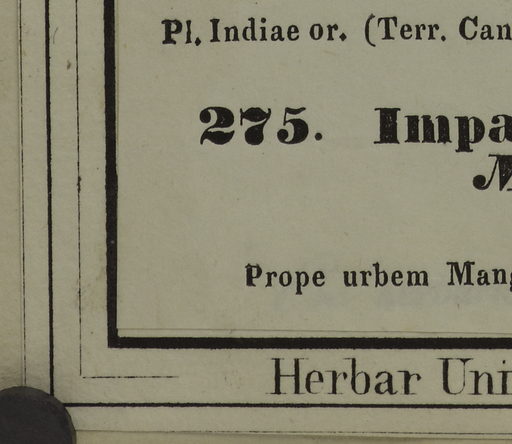 Pl. Indiae or. (Terr. Can
275. Impa
M
Prope urbem Mang
Herbar Uni